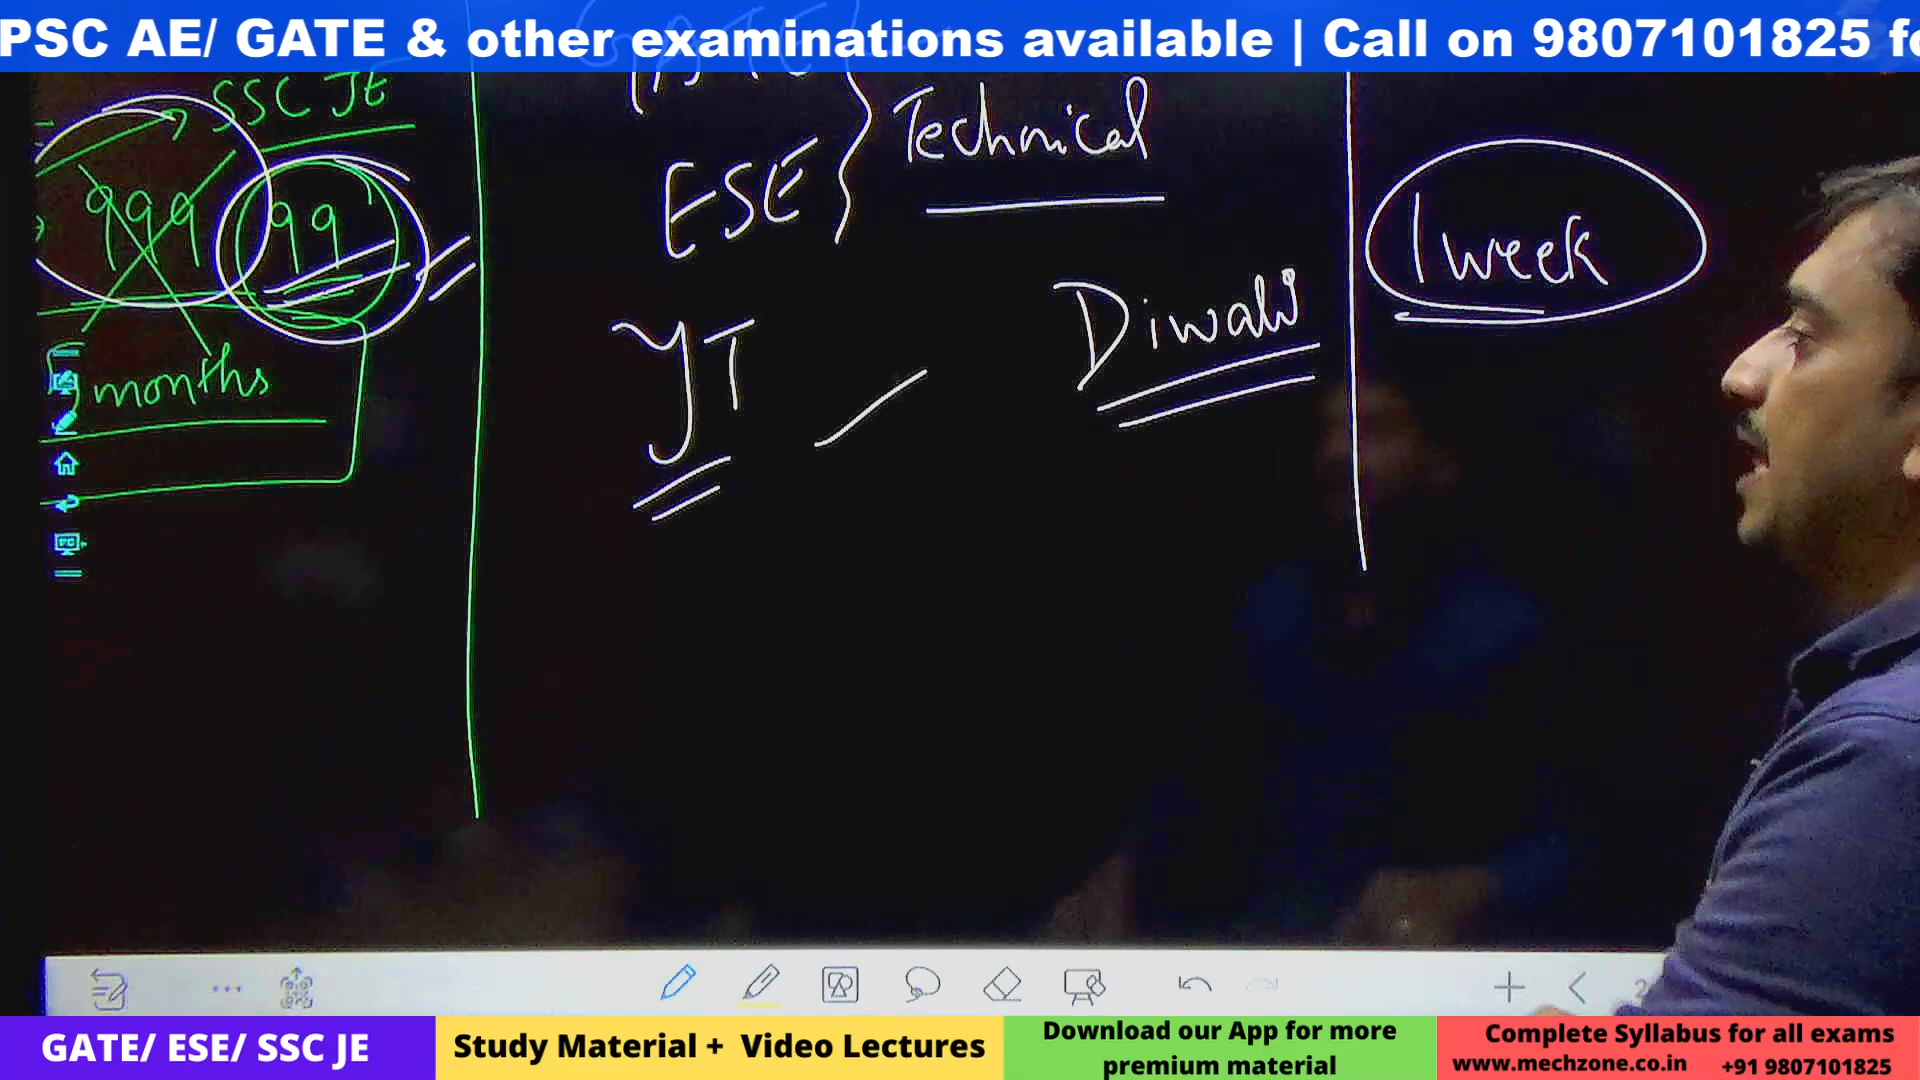 PSC AE/ GATE & other examinations available | Call on 9807101825 fo
SSC JE
999 99
months
GATE
ESE
Technical
YT
Diwali
1 week
GATE/ ESE/ SSC JE
Study Material + Video Lectures
Download our App for more
premium material
Complete Syllabus for all exams
www.mechzone.co.in +91 9807101825